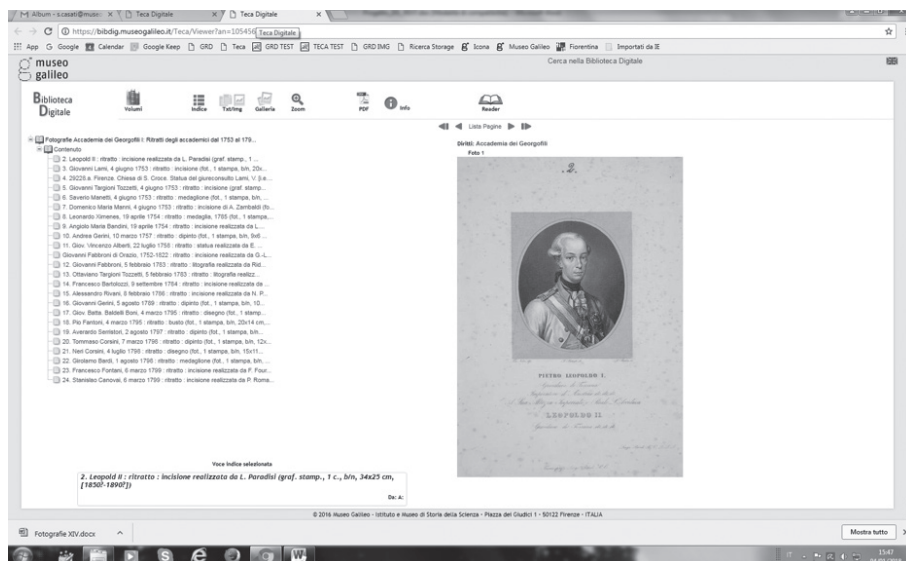 Album - s.casati@museo
Teca Digitale
Teca Digitale
https://bibdig.museogalileo.it/Teca/Viewer?an=105456
Teca Digitale
App Google Calendar Google Keep GRD Teca GRD TEST TECA TEST GRD IMG Ricerca Storage Icona Museo Galileo Fiorentina Importati da IE
museo
galileo
Cerca nella Biblioteca Digitale
Biblioteca
Digitale
Volumi
Indice
Txt/Img
Galleria
Zoom
PDF
Info
Reader
Lista Pagine
Fotografie Accademia dei Georgofili I: Ritratti degli accademici dal 1753 al 179...
Contenuto
2. Leopold II : ritratto : incisione realizzata da L. Paradisi (graf. stamp., 1 ...
3. Giovanni Lami, 4 giugno 1753 : ritratto : incisione (fot., 1 stampa, b/n, 20x...
4. 29228.a. Firenze. Chiesa di S. Croce. Statua del giureconsulto Lami, V.
5. Giovanni Targioni Tozzetti, 4 giugno 1753 : ritratto : incisione (graf. stamp...
6. Saverio Manetti, 4 giugno 1753 : ritratto : medaglione (fot., 1 stampa, b/n, ...
7. Domenico Maria Manni, 4 giugno 1753 : ritratto : incisione di A. Zambaldi (fo...
8. Leonardo Ximenes, 19 aprile 1754 : ritratto : medaglia, 1785 (fot., 1 stampa,...
9. Angiolo Maria Bandini, 19 aprile 1754 : ritratto : incisione realizzata da L....
10. Andrea Gerini, 10 marzo 1757 : ritratto : dipinto (fot., 1 stampa, b/n, 9x6 ...
11. Giov. Vincenzo Alberti, 22 luglio 1758 : ritratto : statua realizzata da E. ...
Giovanni Fabbroni di Orazio, 1752-1822 : ritratto : incisione realizzata da G.-L...
12. Giovanni Fabbroni, 5 febbraio 1783 : ritratto : litografia realizzata da Rid...
13. Ottaviano Targioni Tozzetti, 5 febbraio 1783 : ritratto : litografia realizz...
14. Francesco Bertolozzi, 9 settembre 1784 : ritratto : incisione realizzata da ...
15. Alessandro Rivani, 8 febbraio 1786 : ritratto : incisione realizzata da N. P...
16. Giovanni Gerini, 5 agosto 1789 : ritratto : dipinto (fot., 1 stampa, b/n, 10...
17. Giov. Batta. Baldelli Boni, 4 marzo 1795 : ritratto : disegno (fot., 1 stamp...
18. Pio Fantoni, 4 marzo 1795 : ritratto : busto (fot., 1 stampa, b/n, 20x14 cm,...
19. Averardo Serristori, 2 agosto 1797 : ritratto : dipinto (fot., 1 stampa, b/n...
20. Tommaso Corsini, 7 marzo 1798 : ritratto : dipinto (fot., 1 stampa, b/n, 12x...
21. Neri Corsini, 4 luglio 1798 : ritratto : disegno (fot., 1 stampa, b/n, 15x11...
22. Girolamo Bardi, 1 agosto 1798 : ritratto : medaglione (fot., 1 stampa, b/n, ...
23. Francesco Fontani, 6 marzo 1799 : ritratto : incisione realizzata da F. Four...
24. Stanislao Canovai, 6 marzo 1799 : ritratto : incisione realizzata da P. Roma...
Diritti: Accademia dei Georgofili
Foto 1
2.
PIETRO LEOPOLDO I.
LEOPOLDO II.
Voce indice selezionata
2. Leopold II : ritratto : incisione realizzata da L. Paradisi (graf. stamp., 1 c., b/n, 34x25 cm,
[1850?-1890?])
Da: A:
© 2016 Museo Galileo - Istituto e Museo di Storia della Scienza - Piazza dei Giudici 1 - 50122 Firenze - ITALIA
Fotografie XIV.docx
Mostra tutto
IT
15:47